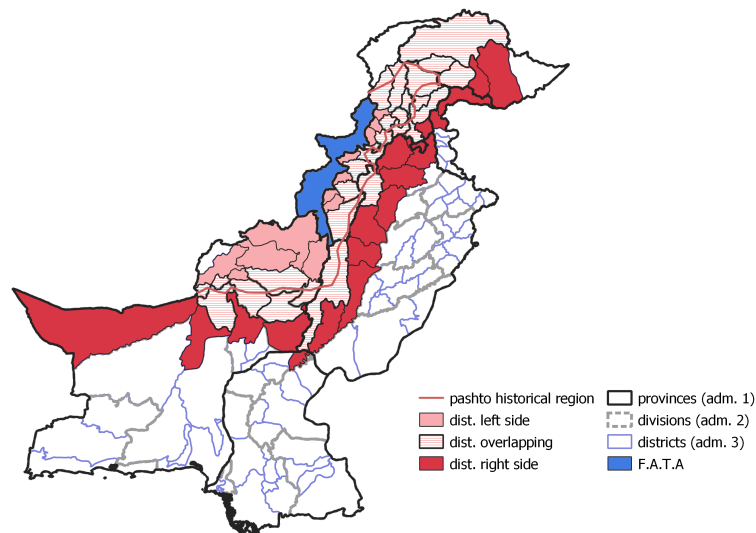 pashto historical region
dist. left side
dist. overlapping
dist. right side
provinces (adm. 1)
divisions (adm. 2)
districts (adm. 3)
F.A.T.A